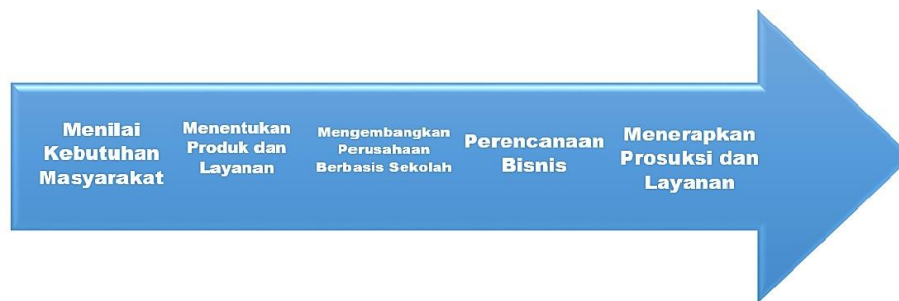 Menilai
Kebutuhan
Masyarakat
Menentukan
Produk dan
Layanan
Mengembangkan
Perusahaan
Berbasis Sekolah
Perencanaan
Bisnis
Menerapkan
Prosuksi dan
Layanan